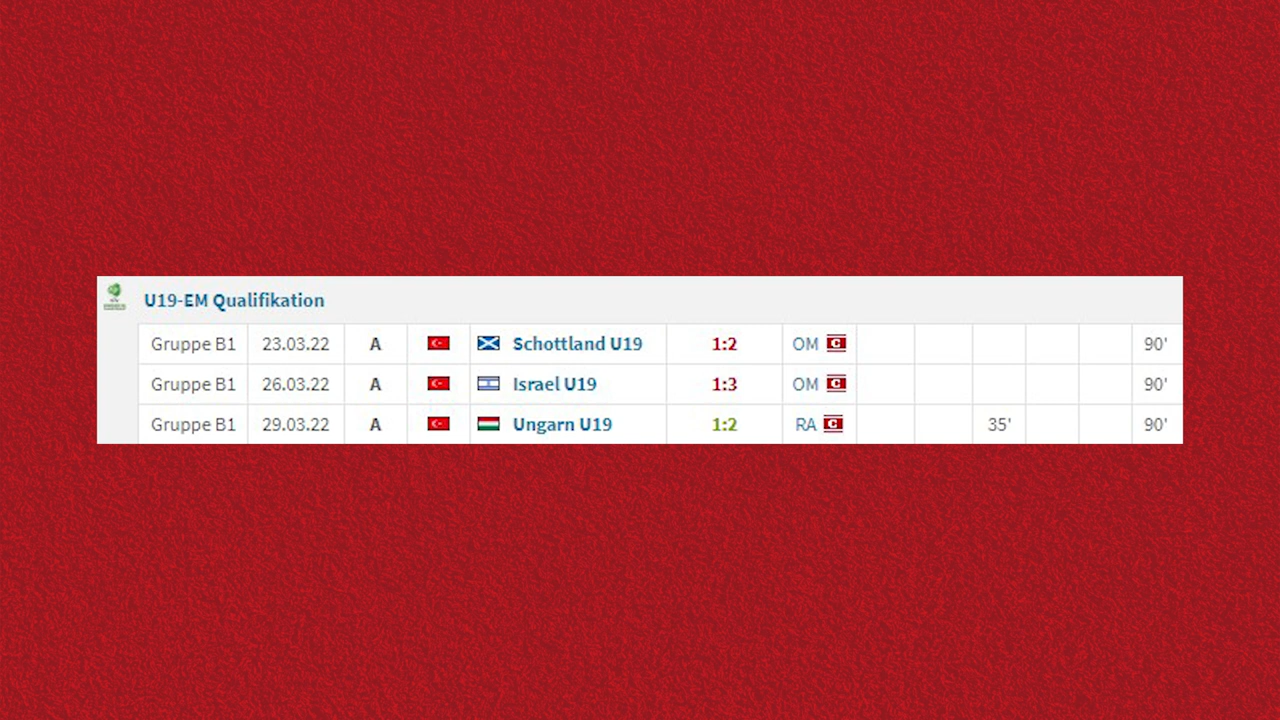 U19-EM Qualifikation
Gruppe B1 23.03.22 A Schottland U19 1:2 OM C 90'
Gruppe B1 26.03.22 A Israel U19 1:3 OM C 90'
Gruppe B1 29.03.22 A Ungarn U19 1:2 RA C 35' 90'